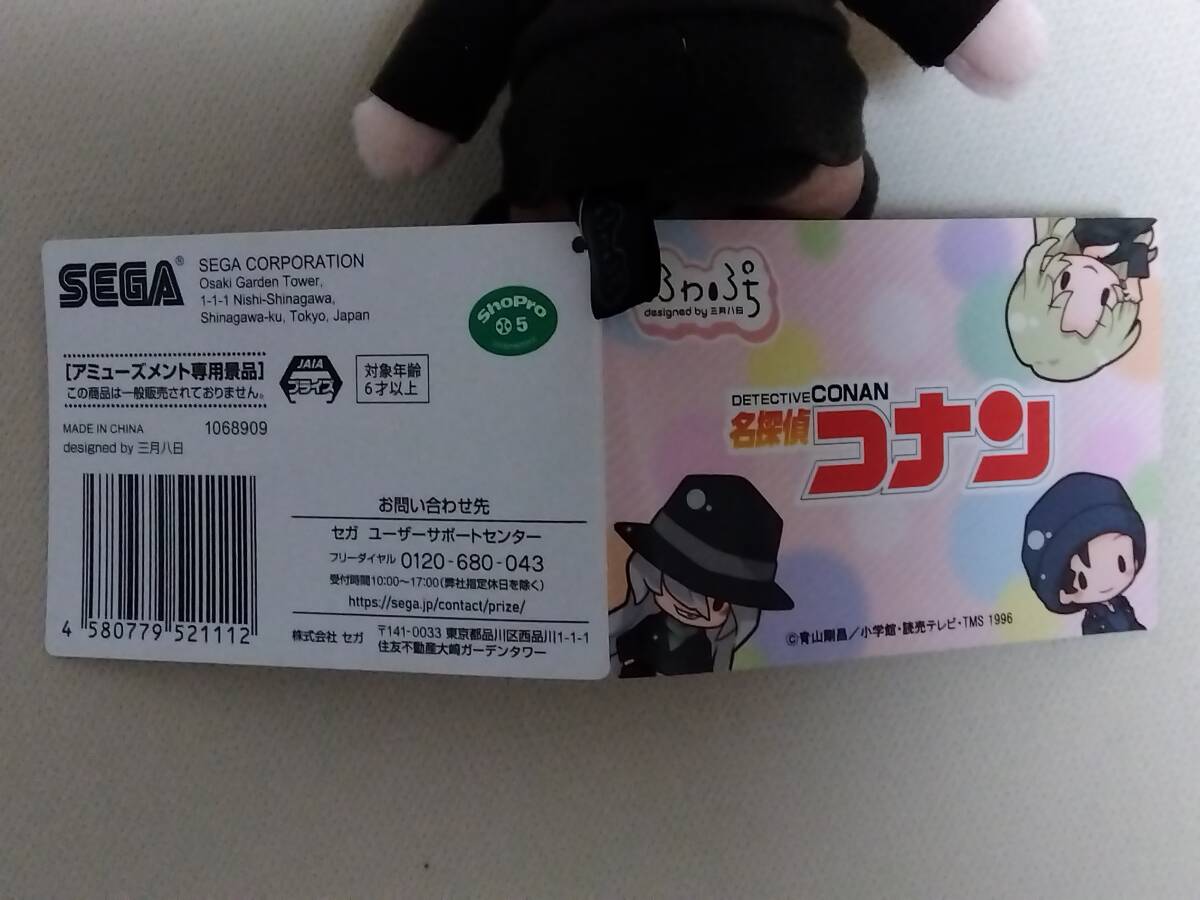 SEGA®
SEGA CORPORATION
Osaki Garden Tower,
1-1-1 Nishi-Shinagawa,
Shinagawa-ku, Tokyo, Japan
ShoPro
5
[アミューズメント専用景品]
この商品は一般販売されておりません。
JAIA
プライズ
対象年齢
6才以上
MADE IN CHINA 1068909
designed by 三月八日
4 580779 521112
お問い合わせ先
セガ ユーザーサポートセンター
フリーダイヤル 0120-680-043
受付時間10:00~17:00(弊社指定休日を除く)
https://sega.jp/contact/prize/
株式会社 セガ 〒141-0033 東京都品川区西品川1-1-1
住友不動産大崎ガーデンタワー
ふわぷち
designed by 三月八日
DETECTIVE CONAN
名探偵
コナン
©青山剛昌/小学館・読売テレビ・TMS 1996